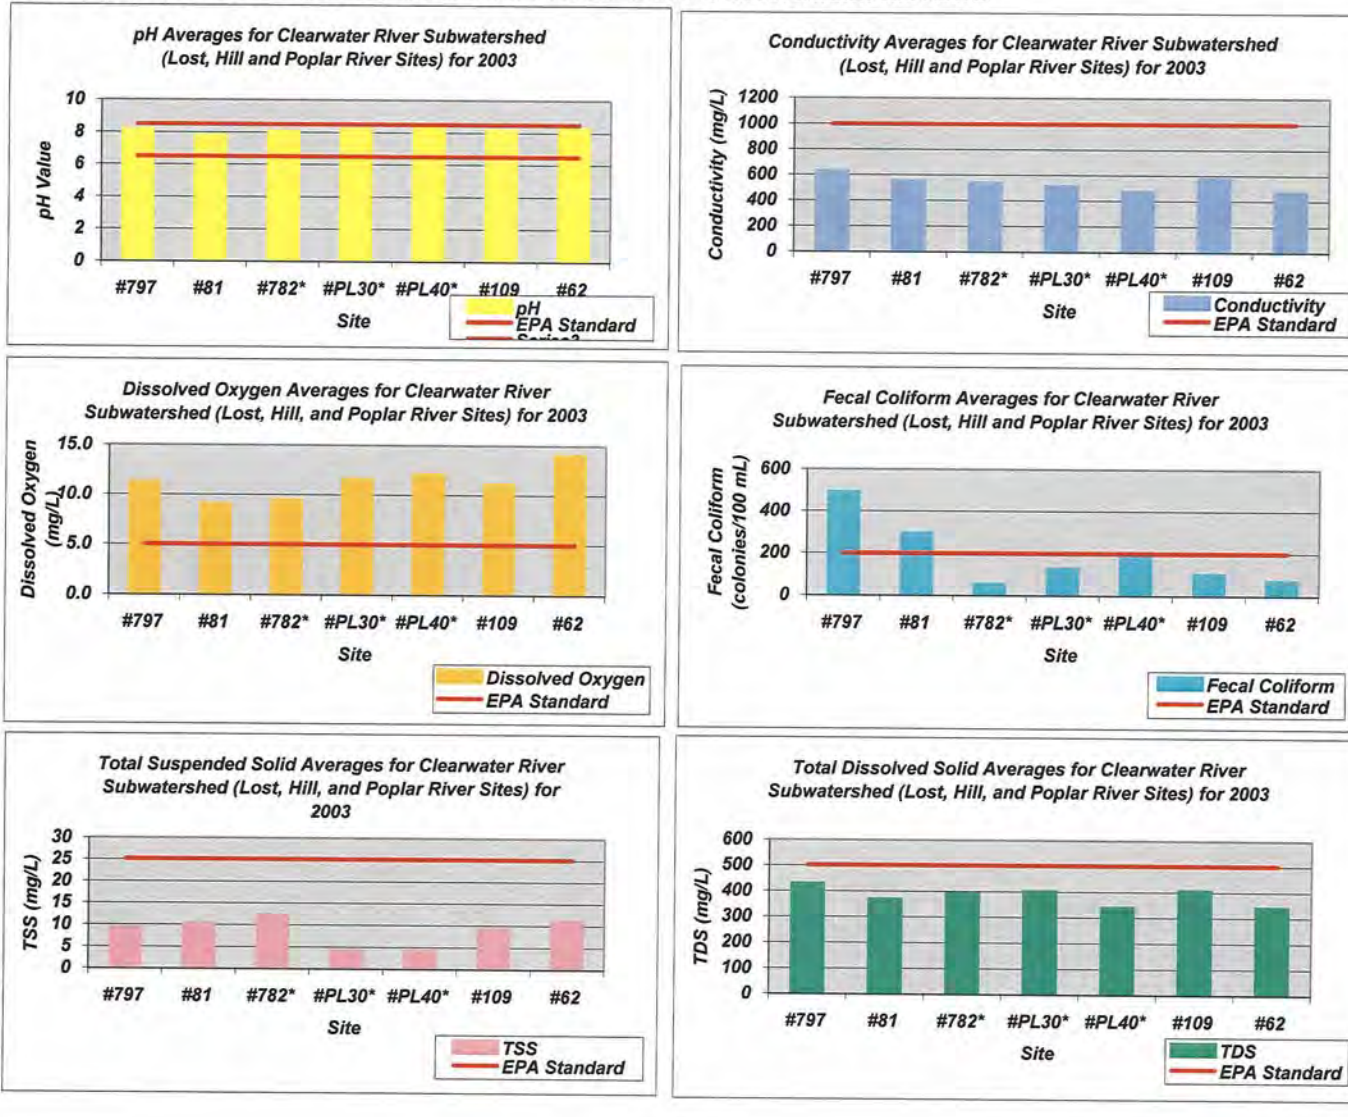 pH Averages for Clearwater River Subwatershed
(Lost, Hill and Poplar River Sites) for 2003
pH Value
10
8
6
4
2
0
#797 #81 #782* #PL30* #PL40* #109 #62
Site
pH
EPA Standard
Series3
Conductivity Averages for Clearwater River Subwatershed
(Lost, Hill and Poplar River Sites) for 2003
Conductivity (mg/L)
1200
1000
800
600
400
200
0
#797 #81 #782* #PL30* #PL40* #109 #62
Site
Conductivity
EPA Standard
Dissolved Oxygen Averages for Clearwater River
Subwatershed (Lost, Hill, and Poplar River Sites) for 2003
Dissolved Oxygen
(mg/L)
15.0
10.0
5.0
0.0
#797 #81 #782* #PL30* #PL40* #109 #62
Site
Dissolved Oxygen
EPA Standard
Fecal Coliform Averages for Clearwater River
Subwatershed (Lost, Hill and Poplar River Sites) for 2003
Fecal Coliform
(colonies/100 mL)
600
400
200
0
#797 #81 #782* #PL30* #PL40* #109 #62
Site
Fecal Coliform
EPA Standard
Total Suspended Solid Averages for Clearwater River
Subwatershed (Lost, Hill, and Poplar River Sites) for
2003
TSS (mg/L)
30
25
20
15
10
5
0
#797 #81 #782* #PL30* #PL40* #109 #62
Site
TSS
EPA Standard
Total Dissolved Solid Averages for Clearwater River
Subwatershed (Lost, Hill, and Poplar River Sites) for 2003
TDS (mg/L)
600
500
400
300
200
100
0
#797 #81 #782* #PL30* #PL40* #109 #62
Site
TDS
EPA Standard